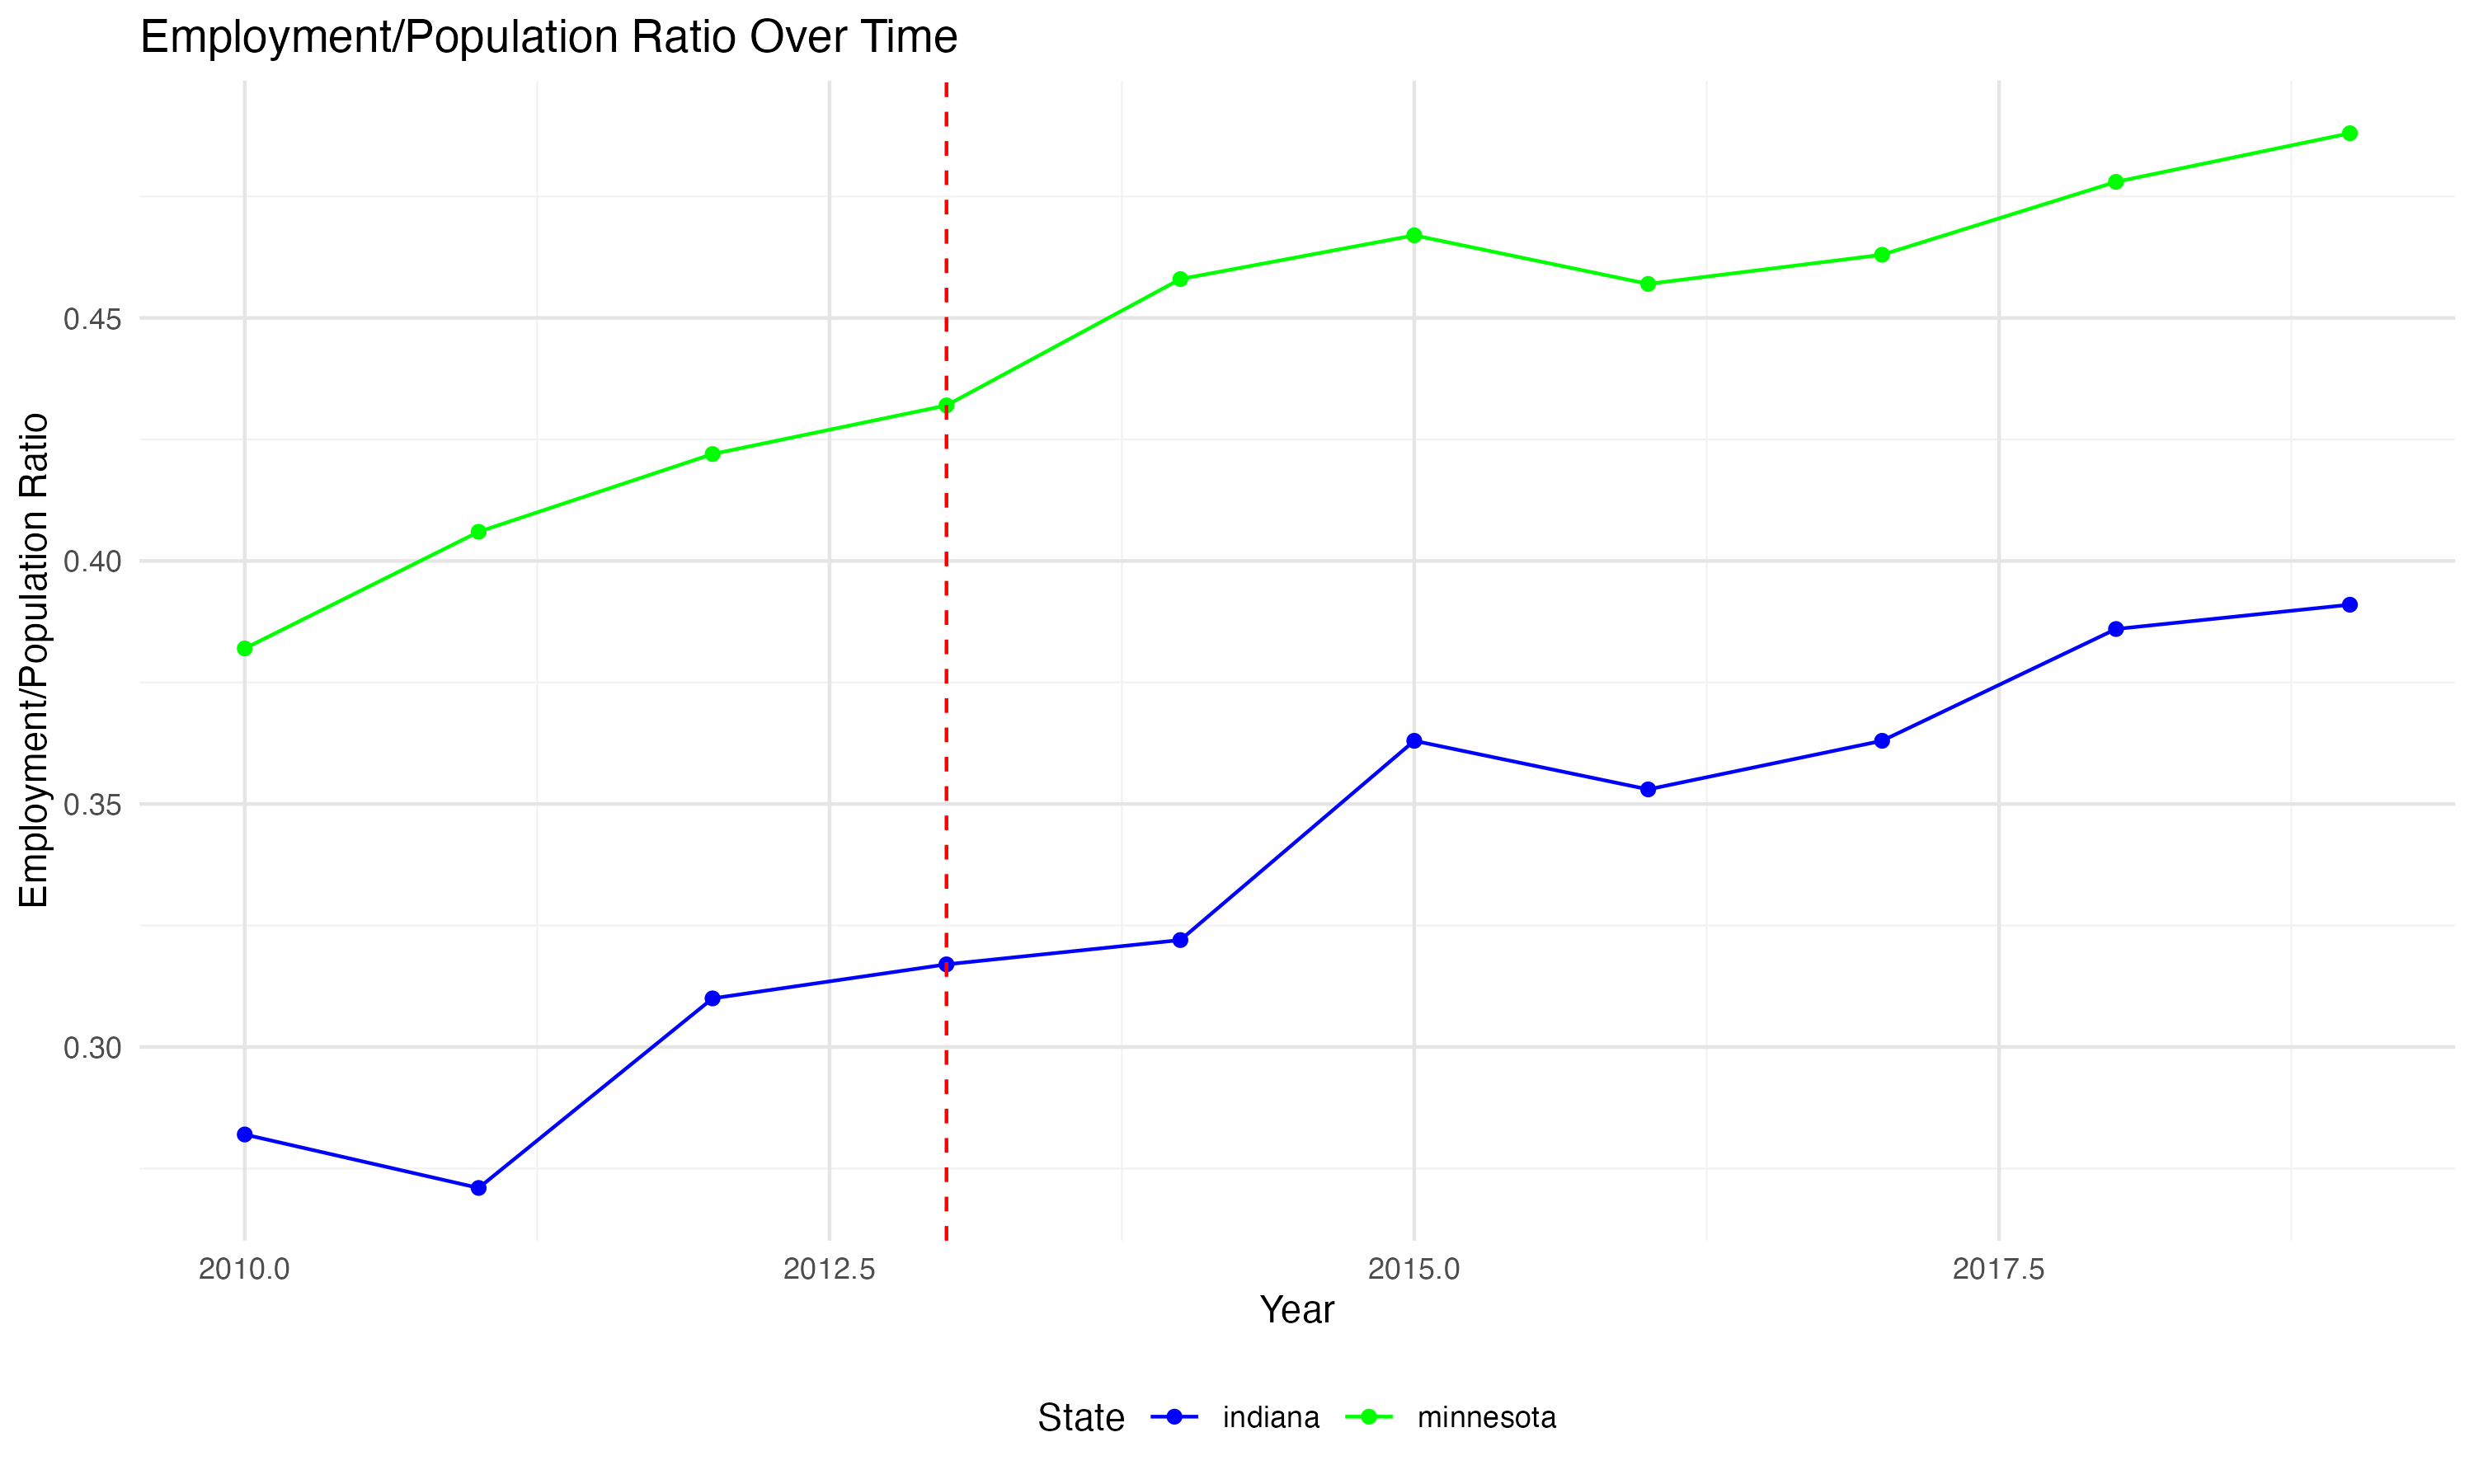 Employment/Population Ratio Over Time
Employment/Population Ratio
0.45
0.40
0.35
0.30
2010.0 2012.5 2015.0 2017.5
Year
State indiana minnesota